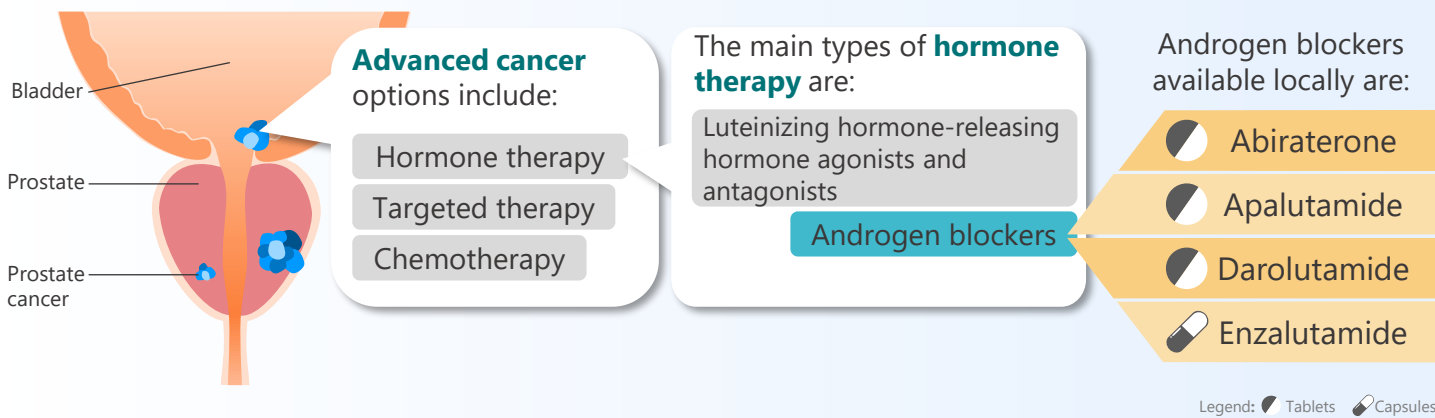 Bladder
Prostate
Prostate
cancer
Advanced cancer
options include:
Hormone therapy
Targeted therapy
Chemotherapy
The main types of hormone
therapy are:
Luteinizing hormone-releasing
hormone agonists and
antagonists
Androgen blockers
Androgen blockers
available locally are:
Abiraterone
Apalutamide
Darolutamide
Enzalutamide
Legend: Tablets Capsules